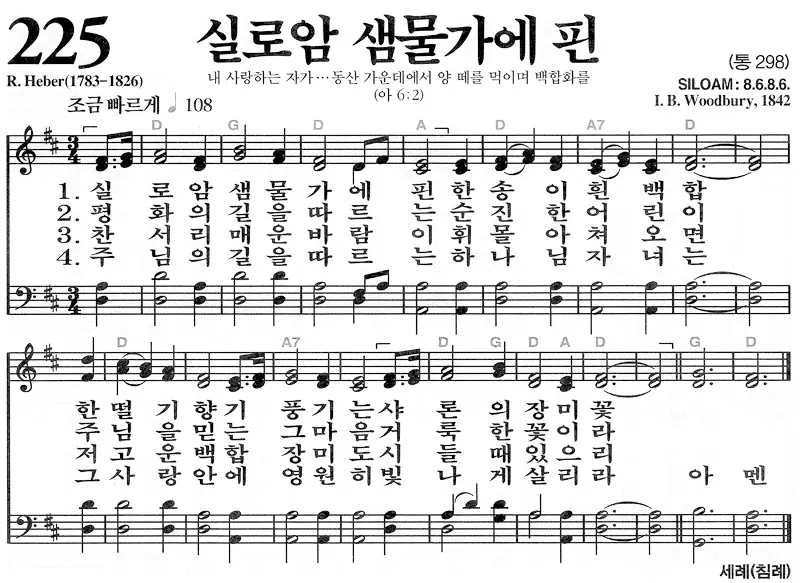 225 실로암 샘물가에 핀
(통 298)
R. Heber(1783-1826)
내 사랑하는 자가…동산 가운데에서 양 떼를 먹이며 백합화를
(아 6:2)
SILOAM : 8.6.8.6.
I. B. Woodbury, 1842
조금 빠르게 ♩ 108
D G D A D A7 D
3/4
1. 실 로 암 샘 물 가 에 핀 한 송 이 흰 백 합
2. 평 화 의 길 을 따 르 는 순 진 한 어 린 이
3. 찬 서 리 매 운 바 람 이 휘 몰 아 쳐 오 면
4. 주 님 의 길 을 따 르 는 하 나 님 자 녀 는
3/4
D A7 D G D A D G D
한 떨 기 향 기 풍 기 는 샤 론 의 장 미 꽃
주 님 을 믿 는 그 마 음 거 룩 한 꽃 이 라
저 고 운 백 합 장 미 도 시 들 때 있 으 리
그 사 랑 안 에 영 원 히 빛 나 게 살 리 라 아 멘
세례(침례)